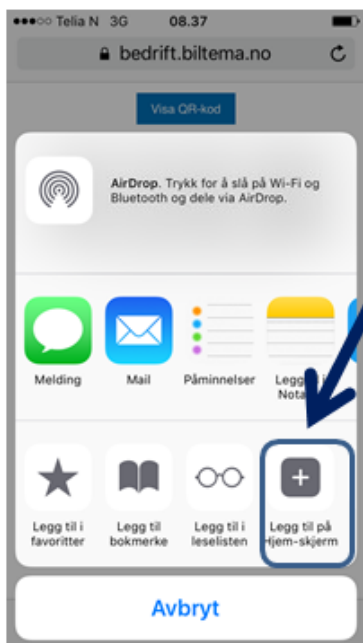 Telia N 3G 08.37
bedrift.biltema.no
Visa QR-kod
AirDrop. Trykk for å slå på Wi-Fi og
Bluetooth og dele via AirDrop.
Melding
Mail
Påminnelser
Legg
Legg til i
favoritter
Legg til
bokmerke
Legg til i
leselisten
Legg til på
Hjem-skjerm
Avbryt